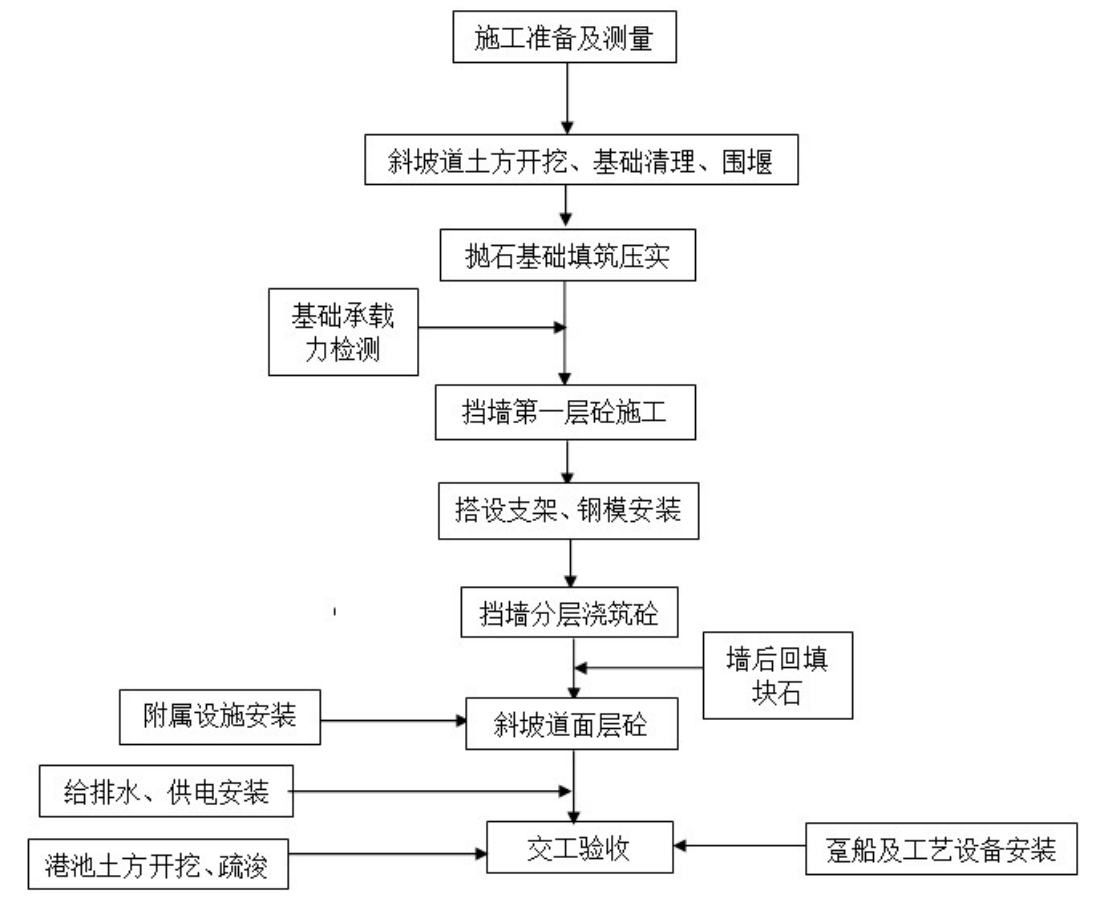 施工准备及测量
斜坡道土方开挖、基础清理、围堰
抛石基础填筑压实
基础承载
力检测
挡墙第一层砼施工
搭设支架、钢模安装
挡墙分层浇筑砼
墙后回填
块石
附属设施安装
斜坡道面层砼
给排水、供电安装
交工验收
港池土方开挖、疏浚
趸船及工艺设备安装